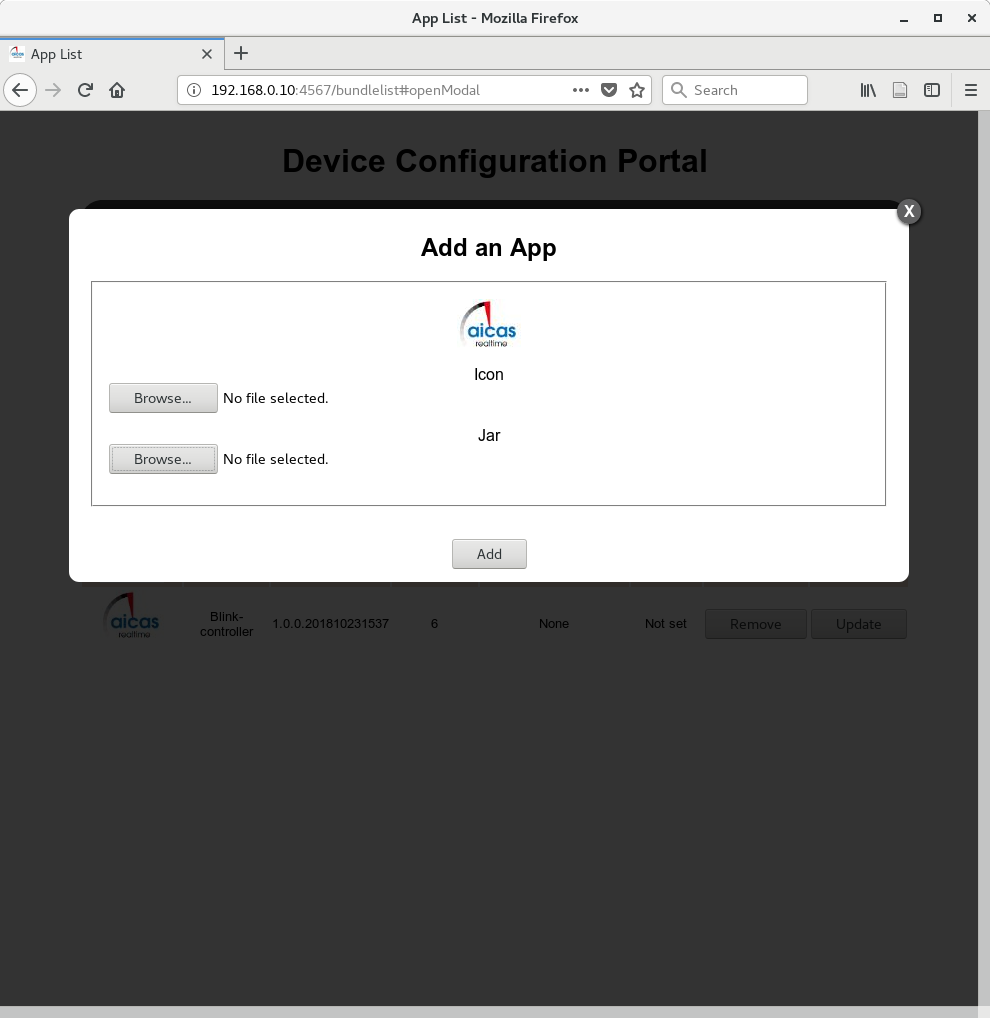 App List - Mozilla Firefox
App List
192.168.0.10:4567/bundlelist#openModal
Search
Device Configuration Portal
X
Add an App
aicas
realtime
Icon
Browse... No file selected.
Jar
Browse... No file selected.
Add
aicas
realtime
Blink-
controller
1.0.0.201810231537
6
None
Not set
Remove
Update